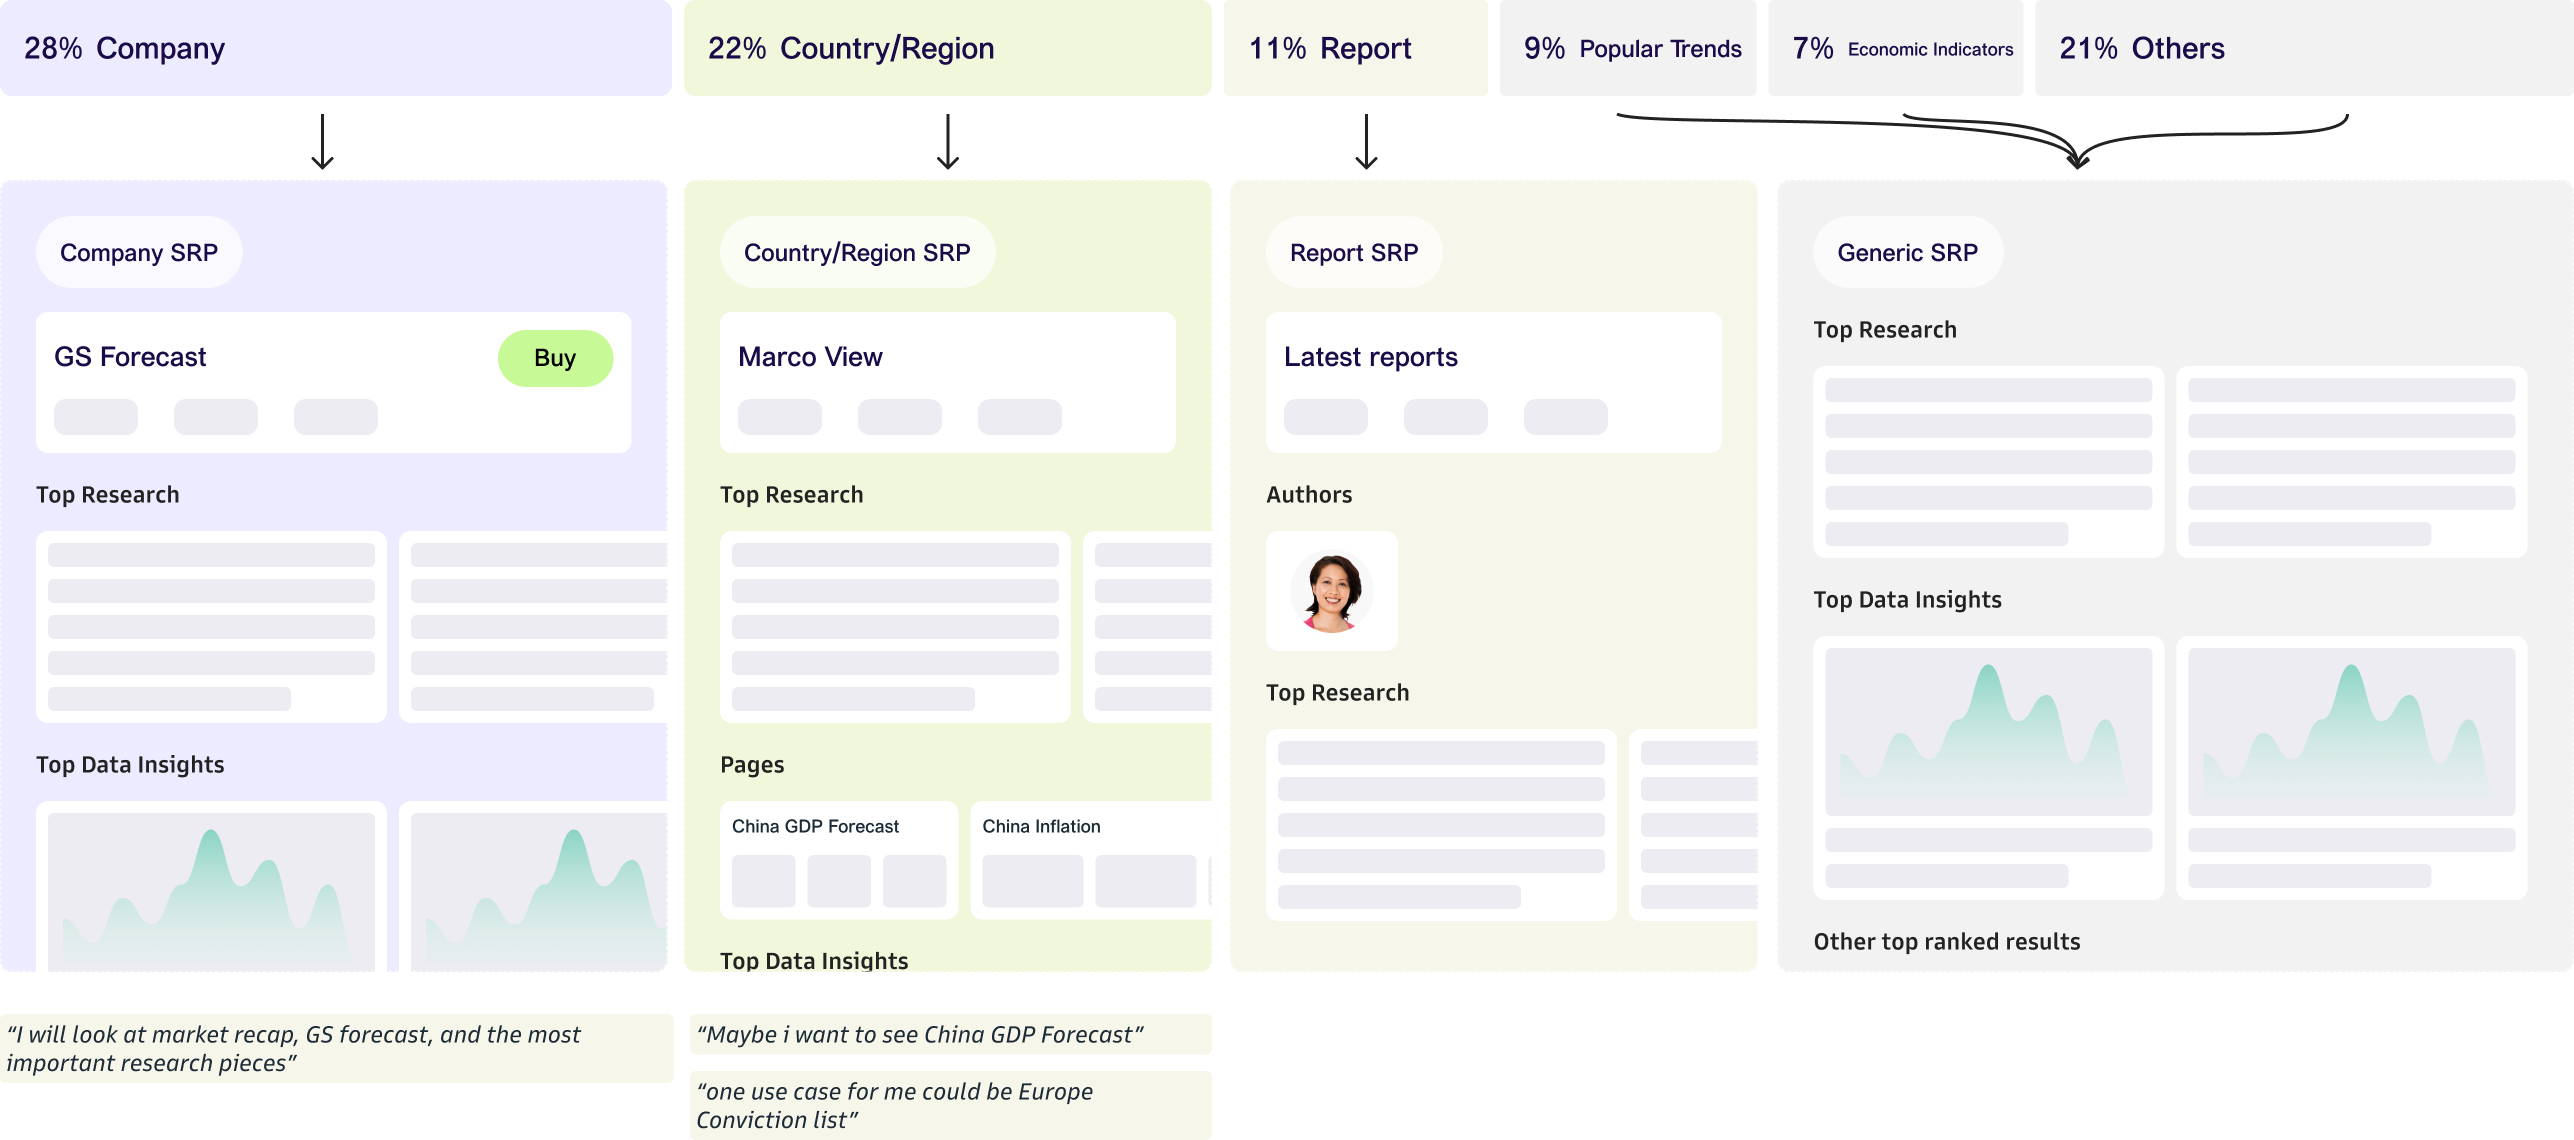 28% Company
22% Country/Region
11% Report
9% Popular Trends
7% Economic Indicators
21% Others
Company SRP
GS Forecast
Buy
Top Research
Top Data Insights
“I will look at market recap, GS forecast, and the most
important research pieces”
Country/Region SRP
Marco View
Top Research
Pages
China GDP Forecast
China Inflation
Top Data Insights
“Maybe i want to see China GDP Forecast”
“one use case for me could be Europe
Conviction list”
Report SRP
Latest reports
Authors
Top Research
Generic SRP
Top Research
Top Data Insights
Other top ranked results